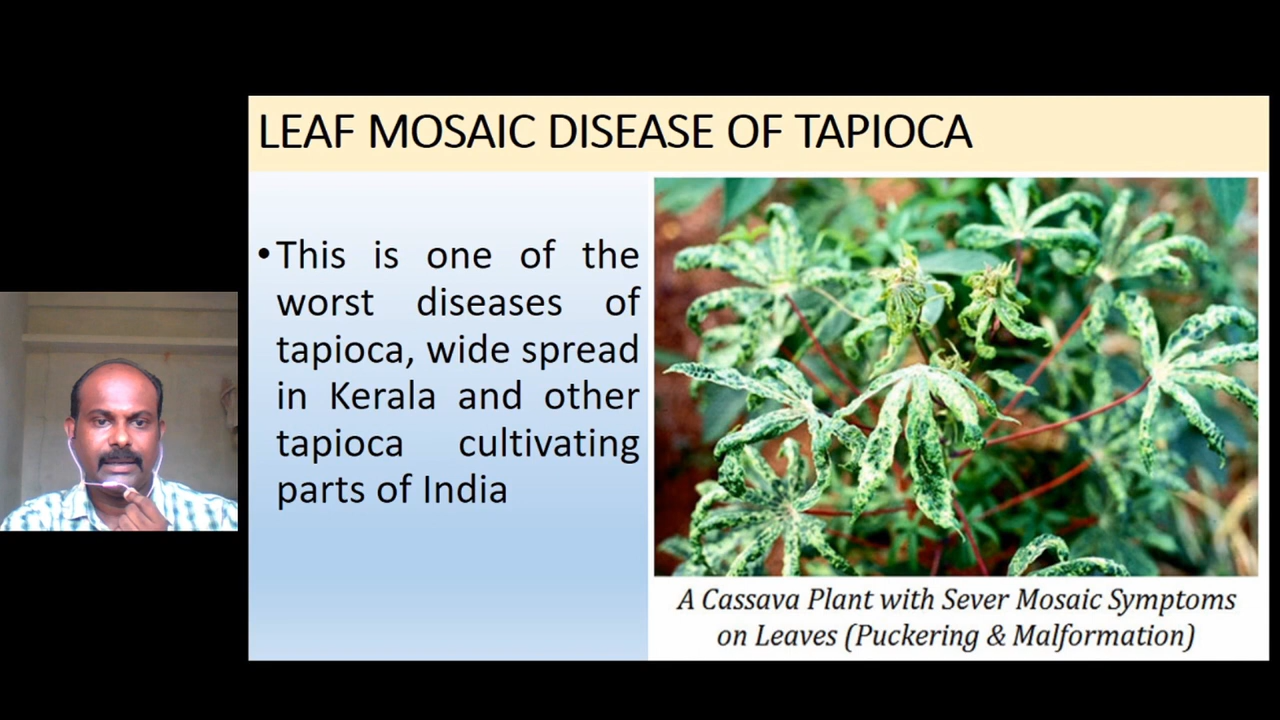 LEAF MOSAIC DISEASE OF TAPIOCA
•This is one of the
worst diseases of
tapioca, wide spread
in Kerala and other
tapioca cultivating
parts of India
A Cassava Plant with Sever Mosaic Symptoms
on Leaves (Puckering & Malformation)